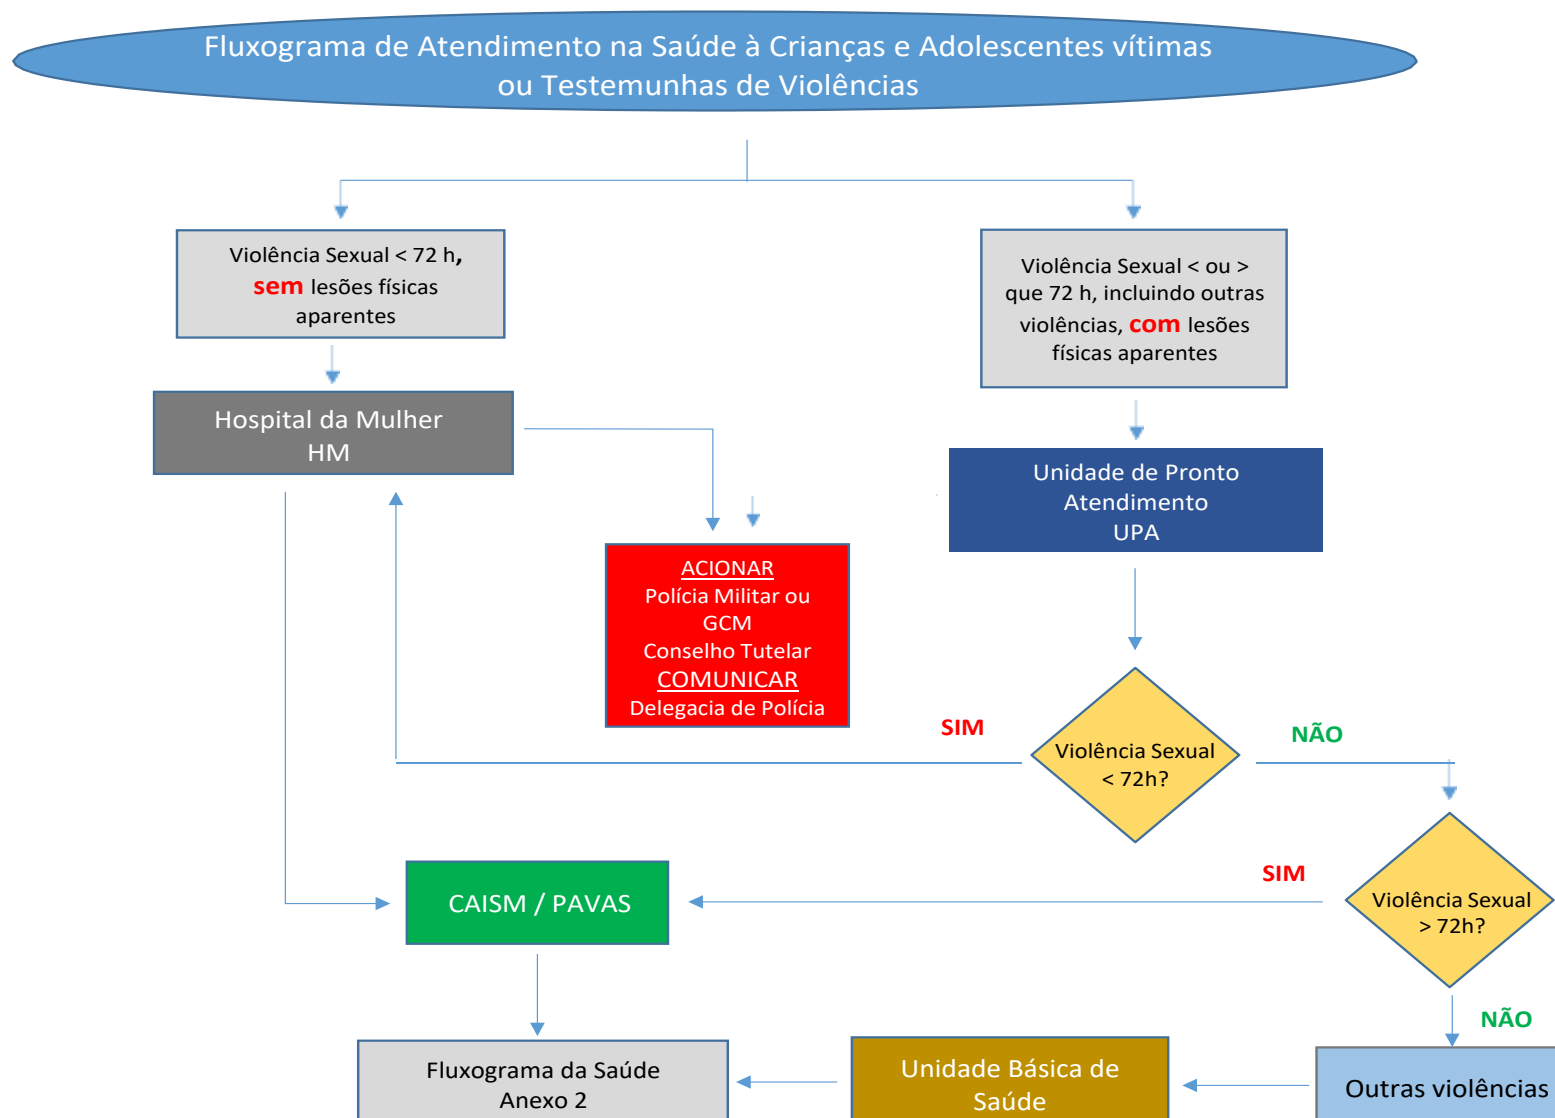 Fluxograma de Atendimento na Saúde à Crianças e Adolescentes vítimas
ou Testemunhas de Violências
Violência Sexual < 72 h,
sem lesões físicas
aparentes
Violência Sexual < ou >
que 72 h, incluindo outras
violências, com lesões
físicas aparentes
Hospital da Mulher
HM
Unidade de Pronto
Atendimento
UPA
ACIONAR
Polícia Militar ou
GCM
Conselho Tutelar
COMUNICAR
Delegacia de Polícia
SIM
Violência Sexual
< 72h?
NÃO
SIM
Violência Sexual
> 72h?
CAISM / PAVAS
NÃO
Fluxograma da Saúde
Anexo 2
Unidade Básica de
Saúde
Outras violências